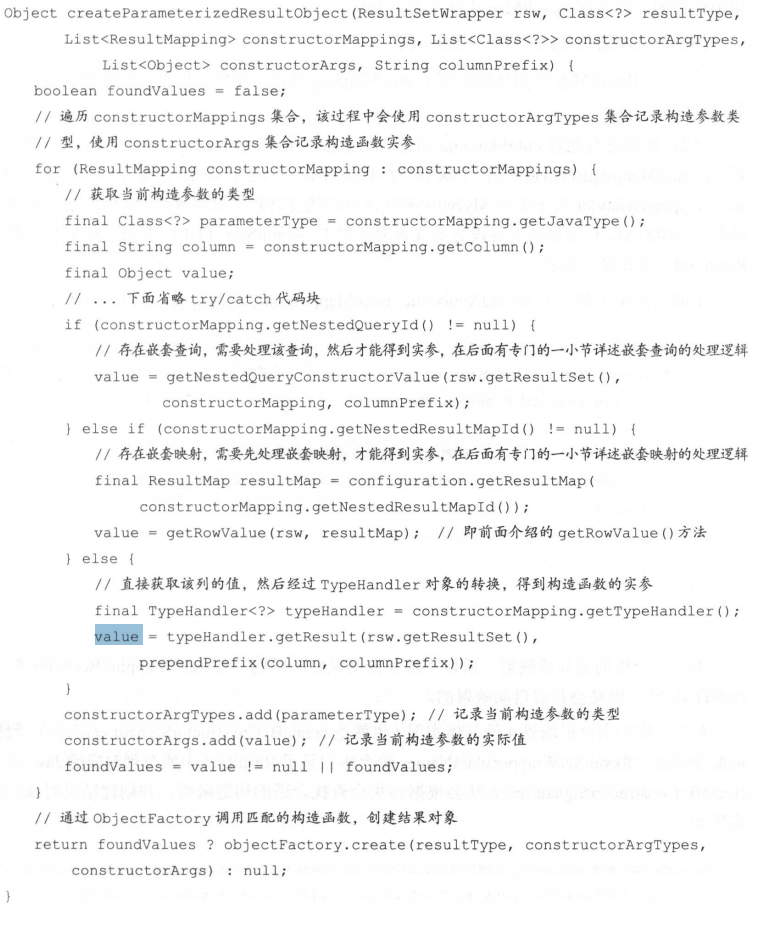 Object createParameterizedResultObject(ResultSetWrapper rsw, Class<?> resultType,
List<ResultMapping> constructorMappings, List<Class<?>> constructorArgTypes,
List<Object> constructorArgs, String columnPrefix) {
boolean foundValues = false;
// 遍历 constructorMappings 集合，该过程中会使用 constructorArgTypes 集合记录构造参数类
// 型，使用 constructorArgs 集合记录构造函数实参
for (ResultMapping constructorMapping : constructorMappings) {
// 获取当前构造参数的类型
final Class<?> parameterType = constructorMapping.getJavaType();
final String column = constructorMapping.getColumn();
final Object value;
// ... 下面省略 try/catch 代码块
if (constructorMapping.getNestedQueryId() != null) {
// 存在嵌套查询，需要处理该查询，然后才能得到实参，在后面有专门的一小节详述嵌套查询的处理逻辑
value = getNestedQueryConstructorValue(rsw.getResultSet(),
constructorMapping, columnPrefix);
} else if (constructorMapping.getNestedResultMapId() != null) {
// 存在嵌套映射，需要先处理嵌套映射，才能得到实参，在后面有专门的一小节详述嵌套映射的处理逻辑
final ResultMap resultMap = configuration.getResultMap(
constructorMapping.getNestedResultMapId());
value = getRowValue(rsw, resultMap); // 即前面介绍的 getRowValue()方法
} else {
// 直接获取该列的值，然后经过 TypeHandler 对象的转换，得到构造函数的实参
final TypeHandler<?> typeHandler = constructorMapping.getTypeHandler();
value = typeHandler.getResult(rsw.getResultSet(),
prependPrefix(column, columnPrefix));
}
constructorArgTypes.add(parameterType); // 记录当前构造参数的类型
constructorArgs.add(value); // 记录当前构造参数的实际值
foundValues = value != null || foundValues;
}
// 通过 ObjectFactory 调用匹配的构造函数，创建结果对象
return foundValues ? objectFactory.create(resultType, constructorArgTypes,
constructorArgs) : null;
}